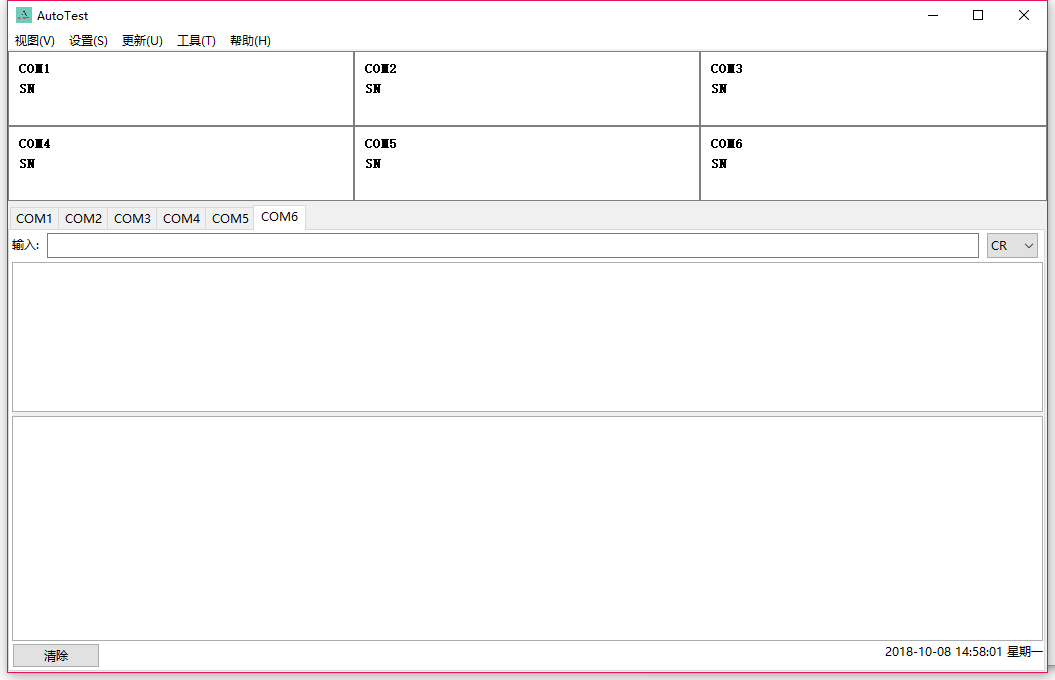 AutoTest
视图(V) 设置(S) 更新(U) 工具(T) 帮助(H)
COM1
SN
COM2
SN
COM3
SN
COM4
SN
COM5
SN
COM6
SN
COM1 COM2 COM3 COM4 COM5 COM6
输入: CR
清除 2018-10-08 14:58:01 星期一